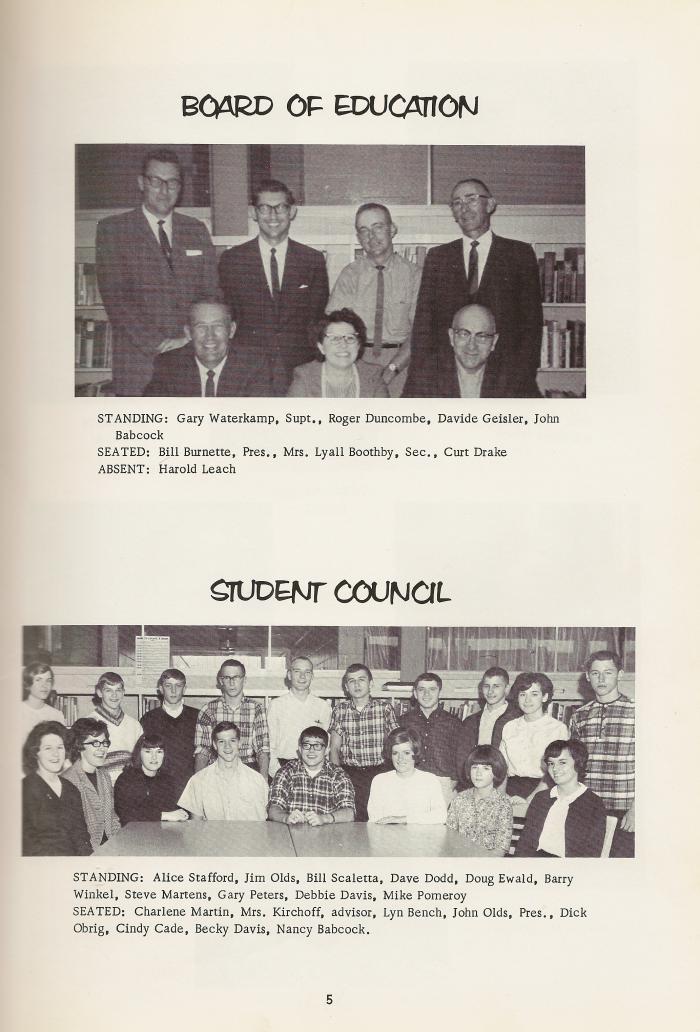 BOARD OF EDUCATION
STANDING: Gary Waterkamp, Supt., Roger Duncombe, Davide Geisler, John
Babcock
SEATED: Bill Burnette, Pres., Mrs. Lyall Boothby, Sec., Curt Drake
ABSENT: Harold Leach
STUDENT COUNCIL
STANDING: Alice Stafford, Jim Olds, Bill Scaletta, Dave Dodd, Doug Ewald, Barry
Winkel, Steve Martens, Gary Peters, Debbie Davis, Mike Pomeroy
SEATED: Charlene Martin, Mrs. Kirchoff, advisor, Lyn Bench, John Olds, Pres., Dick
Obrig, Cindy Cade, Becky Davis, Nancy Babcock.
5